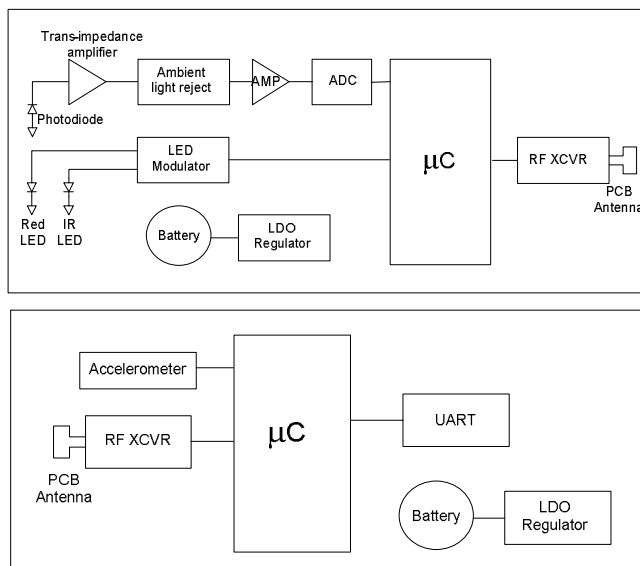 Trans-impedance
amplifier
Photodiode
Ambient
light reject
AMP
ADC
μC
RF XCVR
PCB
Antenna
LED
Modulator
Red
LED
IR
LED
Battery
LDO
Regulator
Accelerometer
RF XCVR
PCB
Antenna
μC
UART
Battery
LDO
Regulator